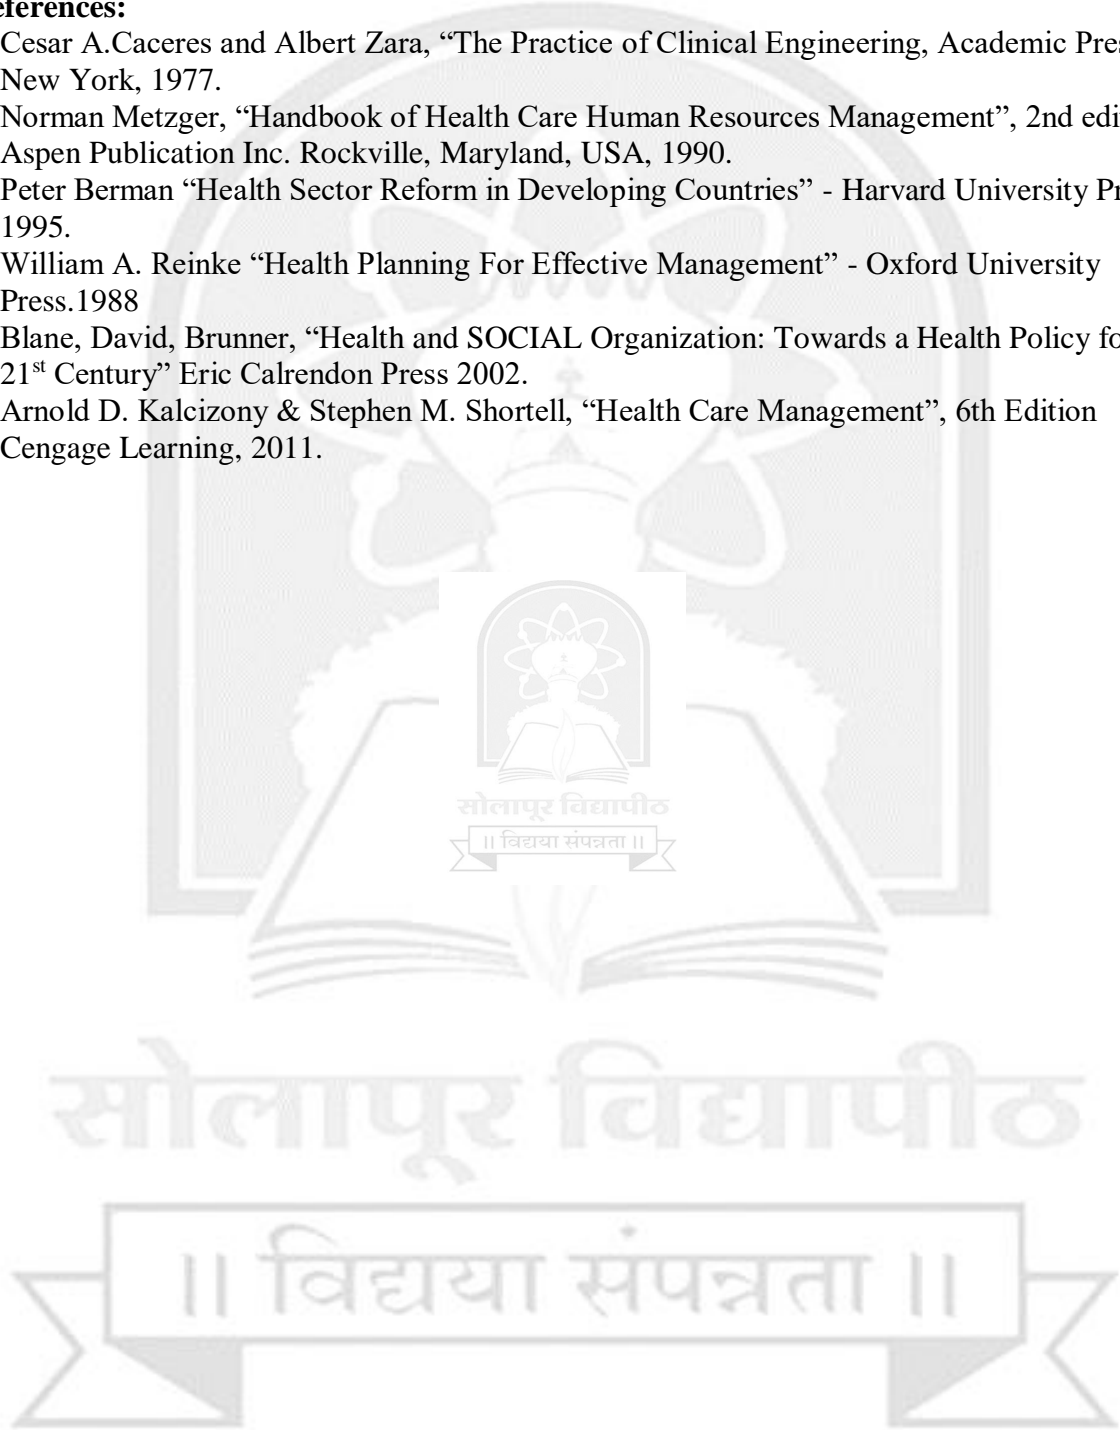 eferences:
Cesar A.Caceres and Albert Zara, “The Practice of Clinical Engineering, Academic Pres
New York, 1977.
Norman Metzger, “Handbook of Health Care Human Resources Management”, 2nd edi
Aspen Publication Inc. Rockville, Maryland, USA, 1990.
Peter Berman “Health Sector Reform in Developing Countries” - Harvard University Pr
1995.
William A. Reinke “Health Planning For Effective Management” - Oxford University
Press.1988
Blane, David, Brunner, “Health and SOCIAL Organization: Towards a Health Policy fo
21st Century” Eric Calrendon Press 2002.
Arnold D. Kalcizony & Stephen M. Shortell, “Health Care Management”, 6th Edition
Cengage Learning, 2011.
सोलापूर विद्यापीठ
॥ विद्यया संपन्नता ॥
सोलापूर विद्यापीठ
॥ विद्यया संपन्नता ॥